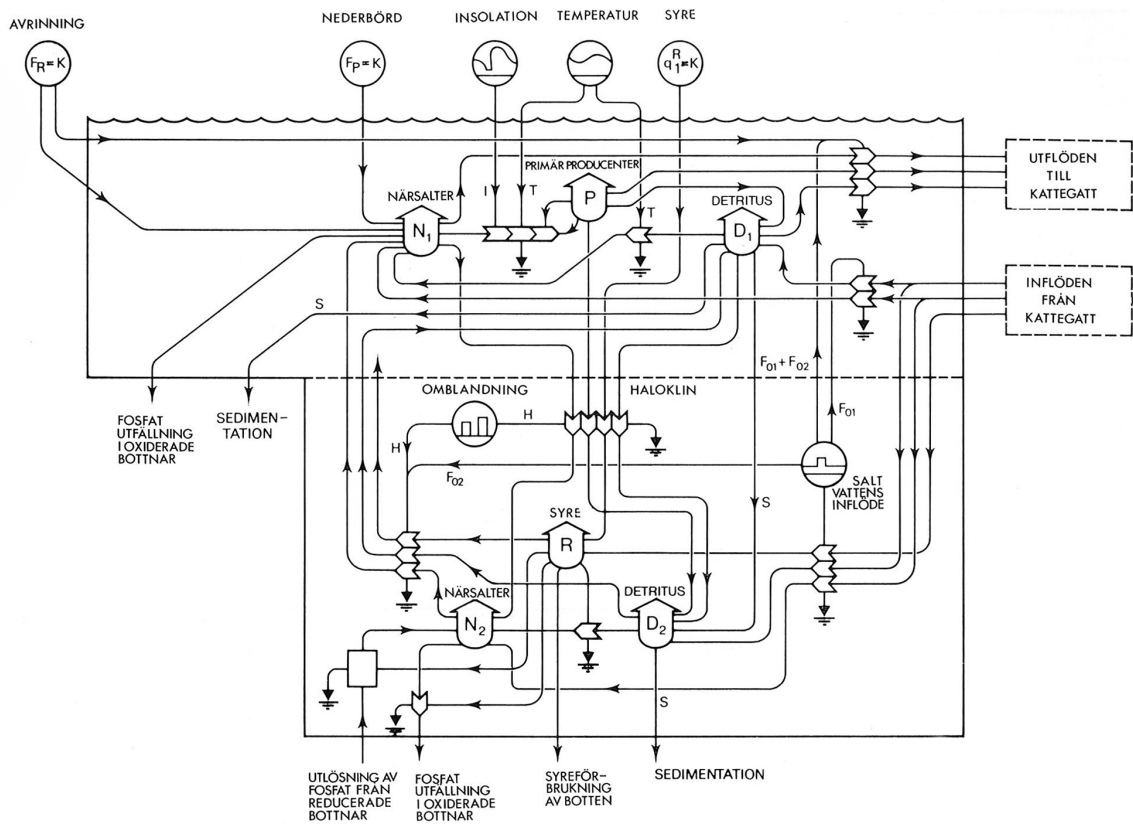 AVRINNING
NEDERBÖRD
INSOLATION
TEMPERATUR
SYRE
F_R = K
F_P = K
q_1^R = K
PRIMÄR PRODUCENTER
NÄRSALTER
DETRITUS
I
T
P
T
N_1
D_1
UTFLÖDEN
TILL
KATTEGATT
INFLÖDEN
FRÅN
KATTEGATT
S
F_01 + F_02
OMBLANDNING
HALOKLIN
H
H
F_01
F_02
FOSFAT
UTFÄLLNING
I OXIDERADE
BOTTNAR
SEDIMEN–
TATION
SALT
VATTENS
INFLÖDE
SYRE
R
S
NÄRSALTER
DETRITUS
N_2
D_2
S
UTLÖSNING AV
FOSFAT FRÅN
REDUCERADE
BOTTNAR
FOSFAT
UTFÄLLNING
I OXIDERADE
BOTTNAR
SYREFÖR–
BRUKNING
AV BOTTEN
SEDIMENTATION